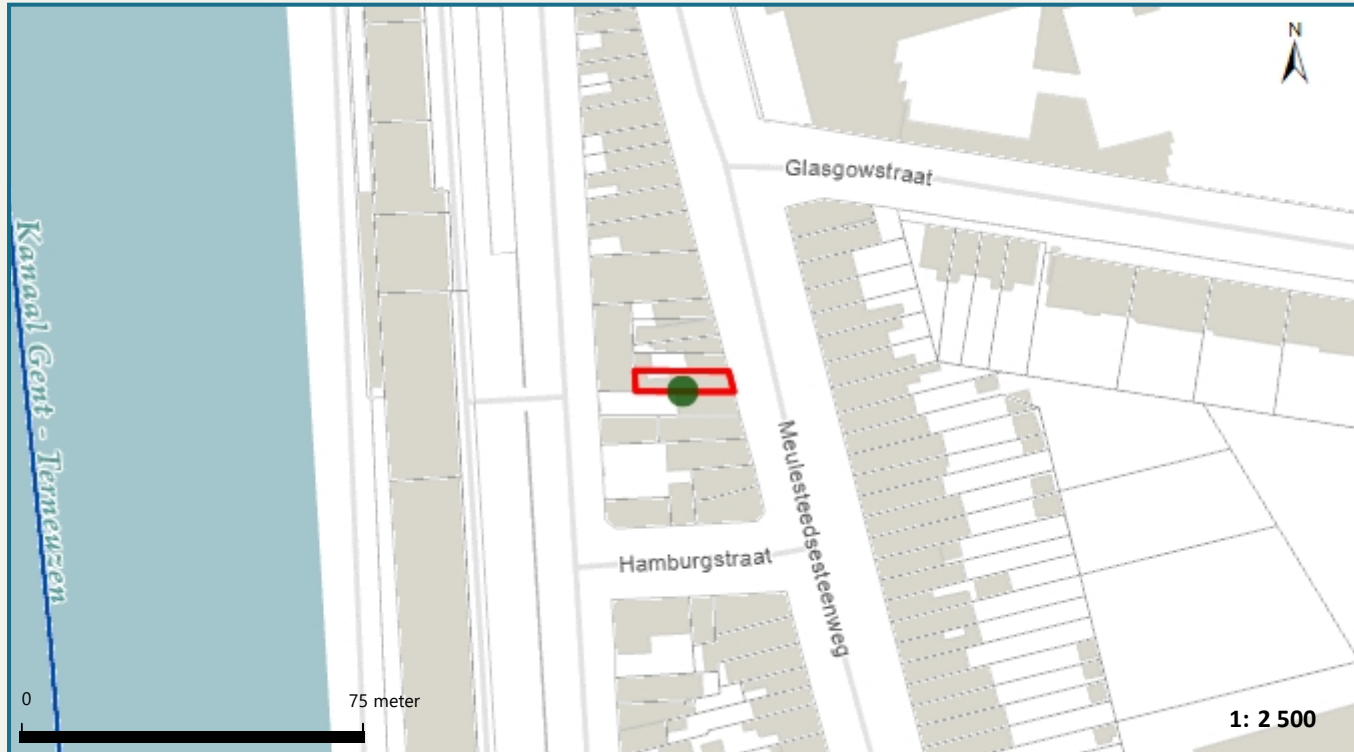 N
Glasgowstraat
Kanaal Gent - Terneuzen
Meulesteedsesteenweg
Hamburgstraat
0
75 meter
1: 2 500